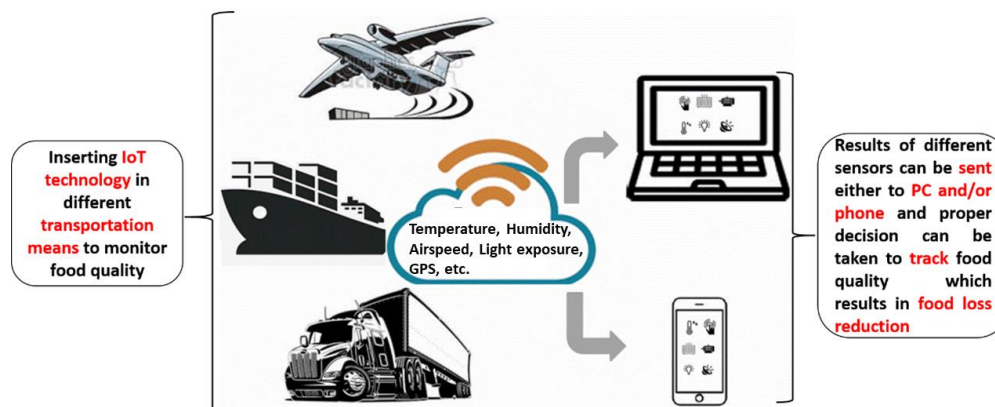 Inserting IoT
technology in
different
transportation
means to monitor
food quality
Temperature, Humidity,
Airspeed, Light exposure,
GPS, etc.
Results of different
sensors can be sent
either to PC and/or
phone and proper
decision can be
taken to track food
quality which
results in food loss
reduction